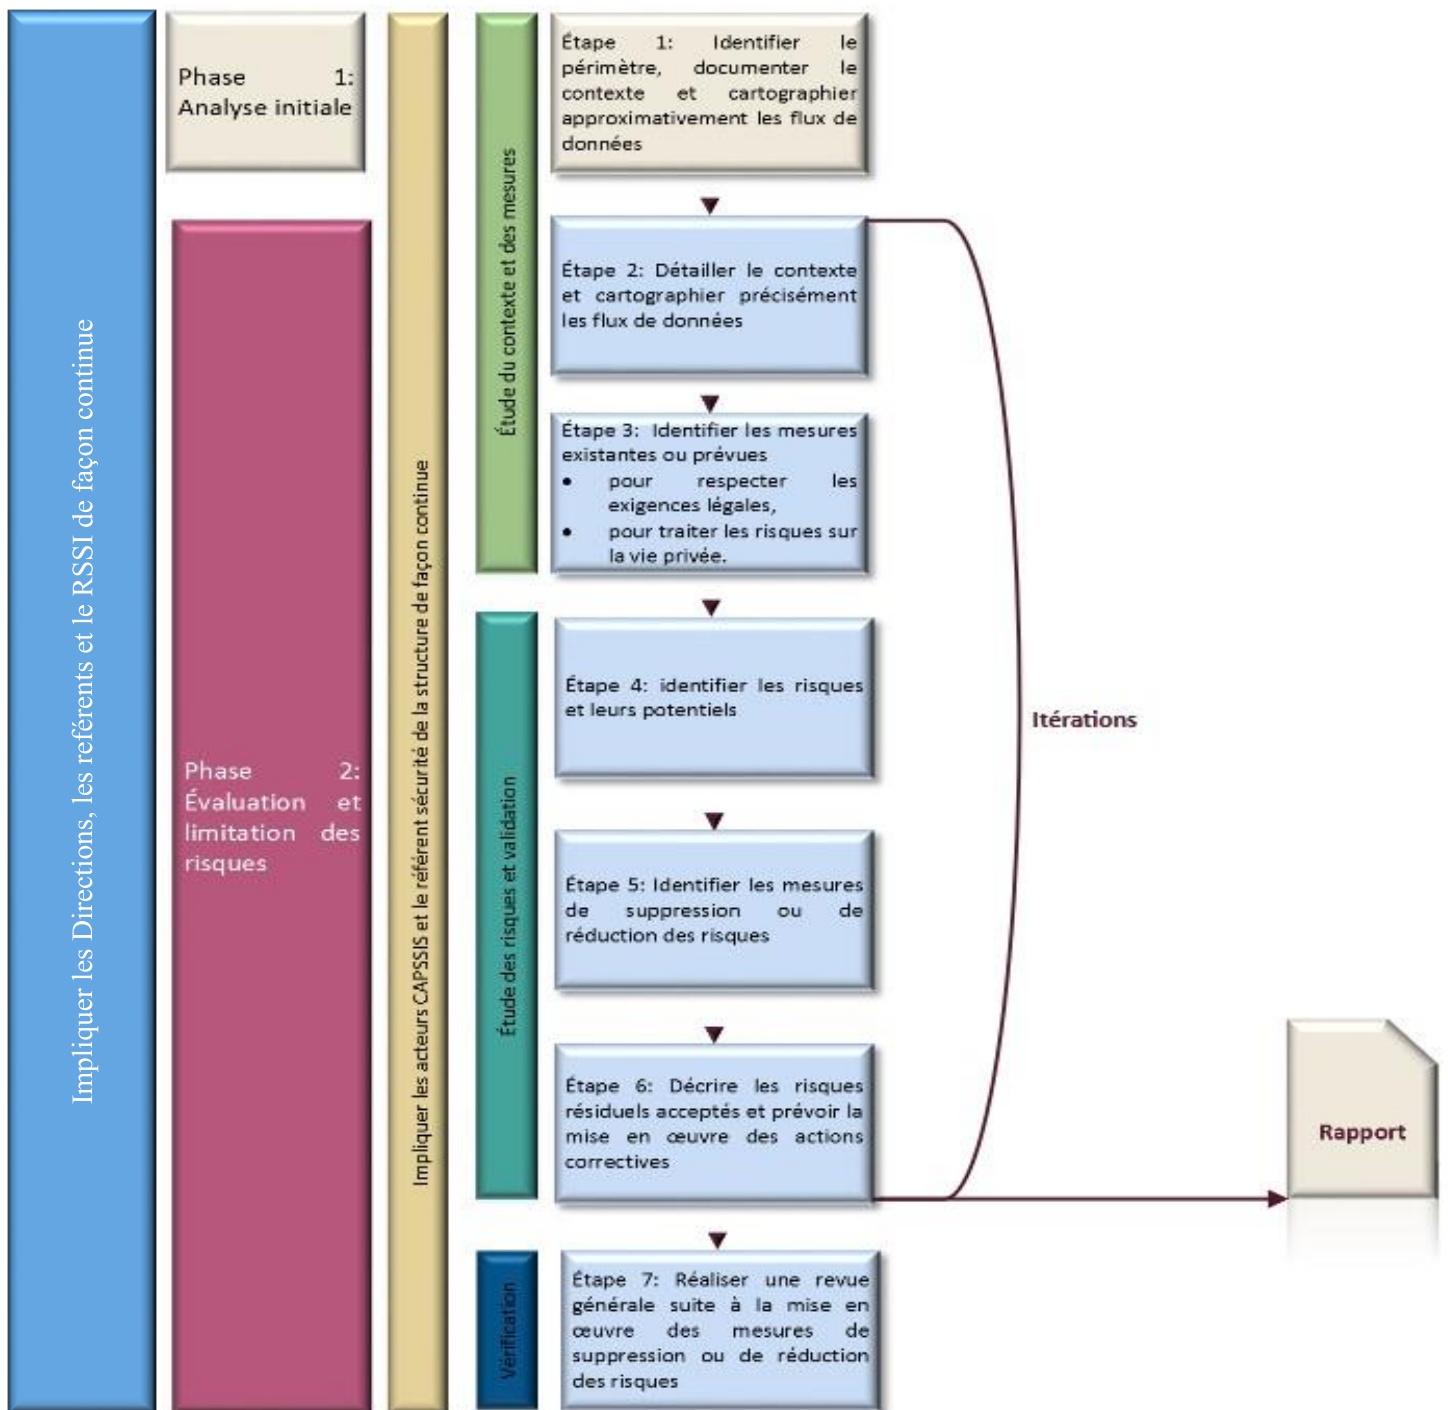 Impliquer les Directions, les referénts et le RSSI de façon continue
Phase 1:
Analyse initiale
Phase 2:
Évaluation et
limitation des
risques
Impliquer les acteurs CAPSSIS et le référent sécurité de la structure de façon continue
Étude du contexte et des mesures
Étude des risques et validation
Vérification
Étape 1: Identifier le
périmètre, documenter le
contexte et cartographier
approximativement les flux de
données
Étape 2: Détailler le contexte
et cartographier précisément
les flux de données
Étape 3: Identifier les mesures
existantes ou prévues
• pour respecter les
exigences légales,
• pour traiter les risques sur
la vie privée.
Étape 4: identifier les risques
et leurs potentiels
Étape 5: Identifier les mesures
de suppression ou de
réduction des risques
Étape 6: Décrire les risques
résiduels acceptés et prévoir la
mise en œuvre des actions
correctives
Étape 7: Réaliser une revue
générale suite à la mise en
œuvre des mesures de
suppression ou de réduction
des risques
Itérations
Rapport